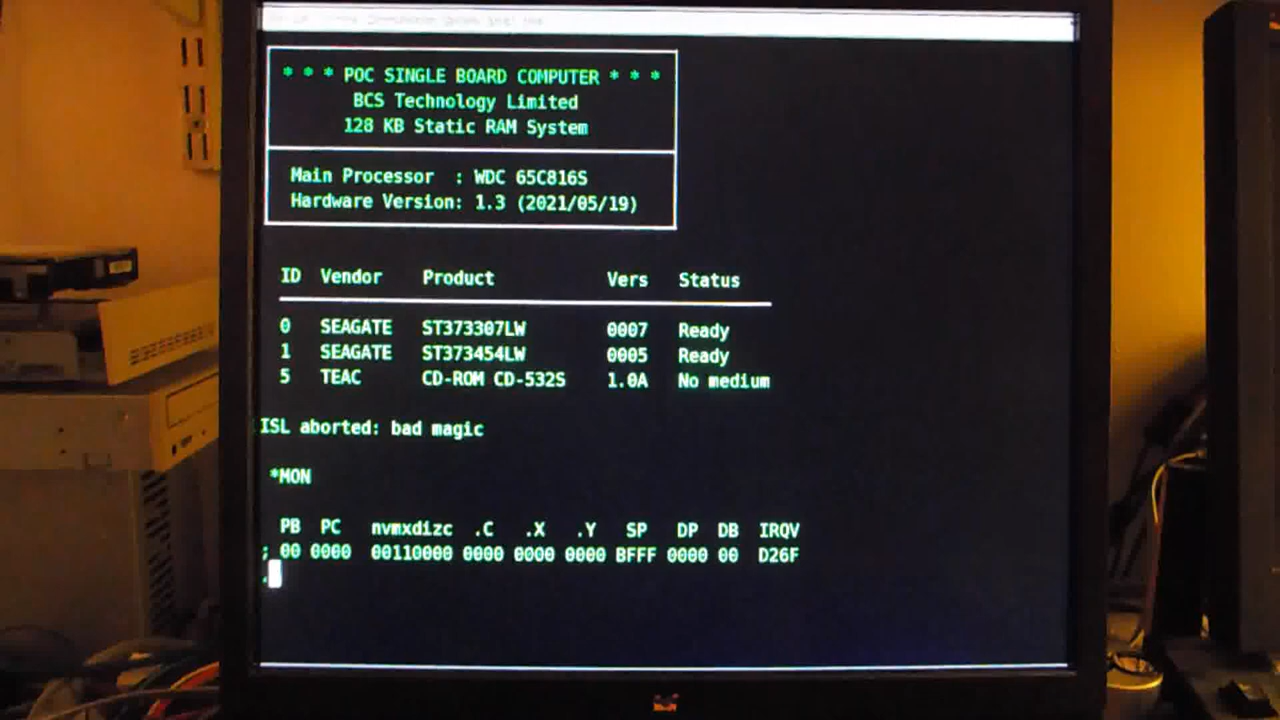 * * * POC SINGLE BOARD COMPUTER * * *
BCS Technology Limited
128 KB Static RAM System
Main Processor : WDC 65C816S
Hardware Version: 1.3 (2021/05/19)
ID Vendor Product Vers Status
0 SEAGATE ST373307LW 0007 Ready
1 SEAGATE ST373454LW 0005 Ready
5 TEAC CD-ROM CD-532S 1.0A No medium
ISL aborted: bad magic
*MON
PB PC nvmxdizc .C .X .Y SP DP DB IRQV
; 00 0000 00110000 0000 0000 0000 BFFF 0000 00 D26F
.